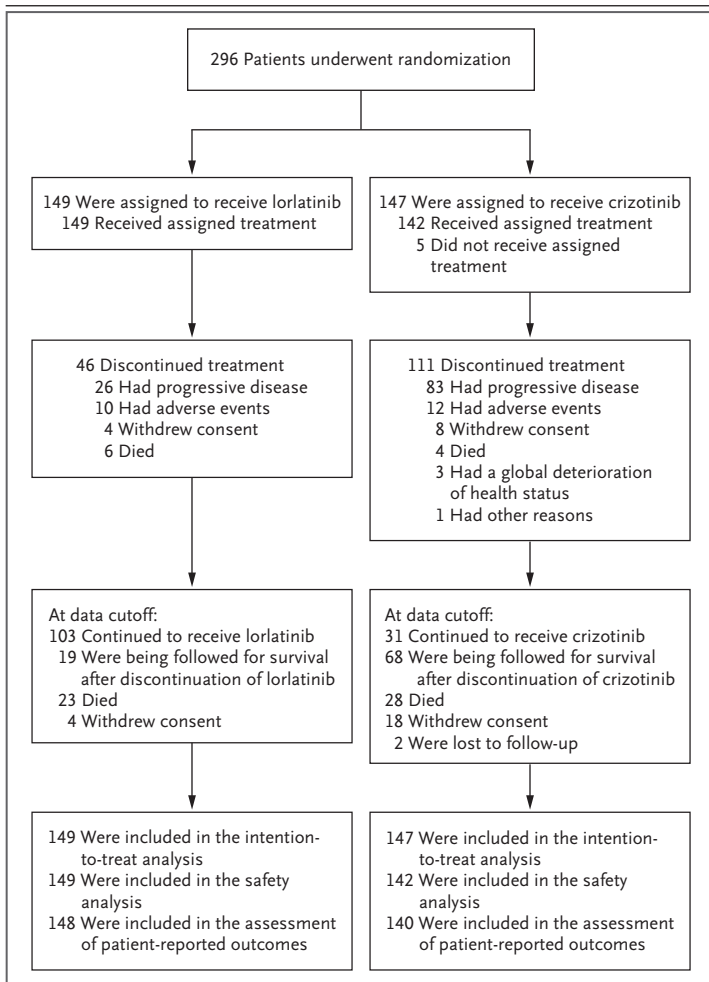 296 Patients underwent randomization
149 Were assigned to receive lorlatinib
149 Received assigned treatment
147 Were assigned to receive crizotinib
142 Received assigned treatment
5 Did not receive assigned
treatment
46 Discontinued treatment
26 Had progressive disease
10 Had adverse events
4 Withdrew consent
6 Died
111 Discontinued treatment
83 Had progressive disease
12 Had adverse events
8 Withdrew consent
4 Died
3 Had a global deterioration
of health status
1 Had other reasons
At data cutoff:
103 Continued to receive lorlatinib
19 Were being followed for survival
after discontinuation of lorlatinib
23 Died
4 Withdrew consent
At data cutoff:
31 Continued to receive crizotinib
68 Were being followed for survival
after discontinuation of crizotinib
28 Died
18 Withdrew consent
2 Were lost to follow-up
149 Were included in the intention-
to-treat analysis
149 Were included in the safety
analysis
148 Were included in the assessment
of patient-reported outcomes
147 Were included in the intention-
to-treat analysis
142 Were included in the safety
analysis
140 Were included in the assessment
of patient-reported outcomes